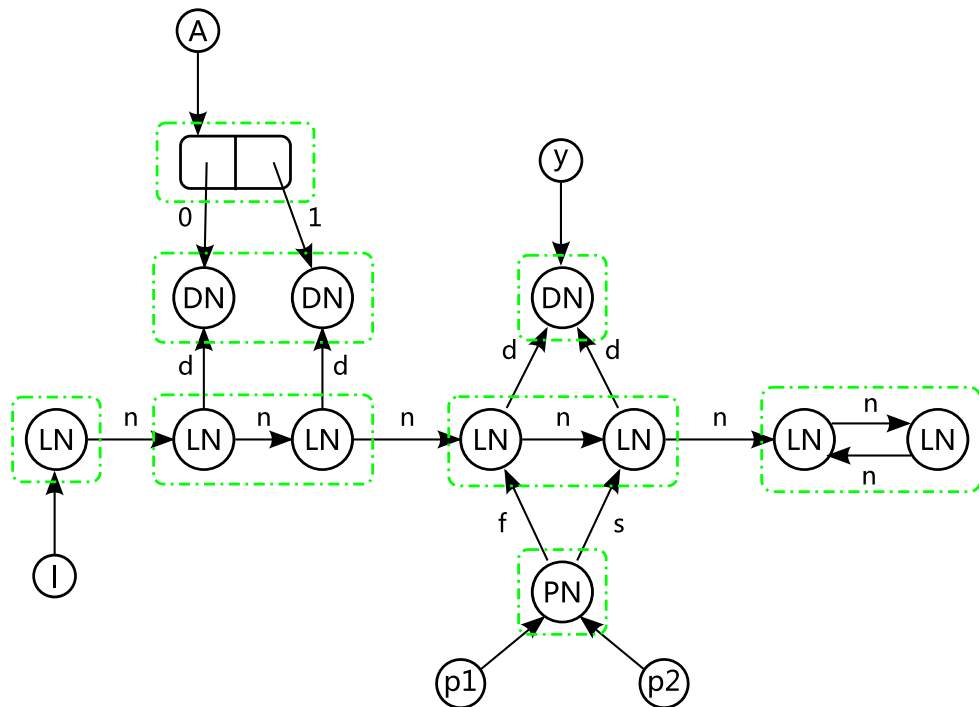 A
y
0 1
DN DN DN
d d d d
n n n n n
LN LN LN LN LN LN LN
n
f s
l PN
p1 p2